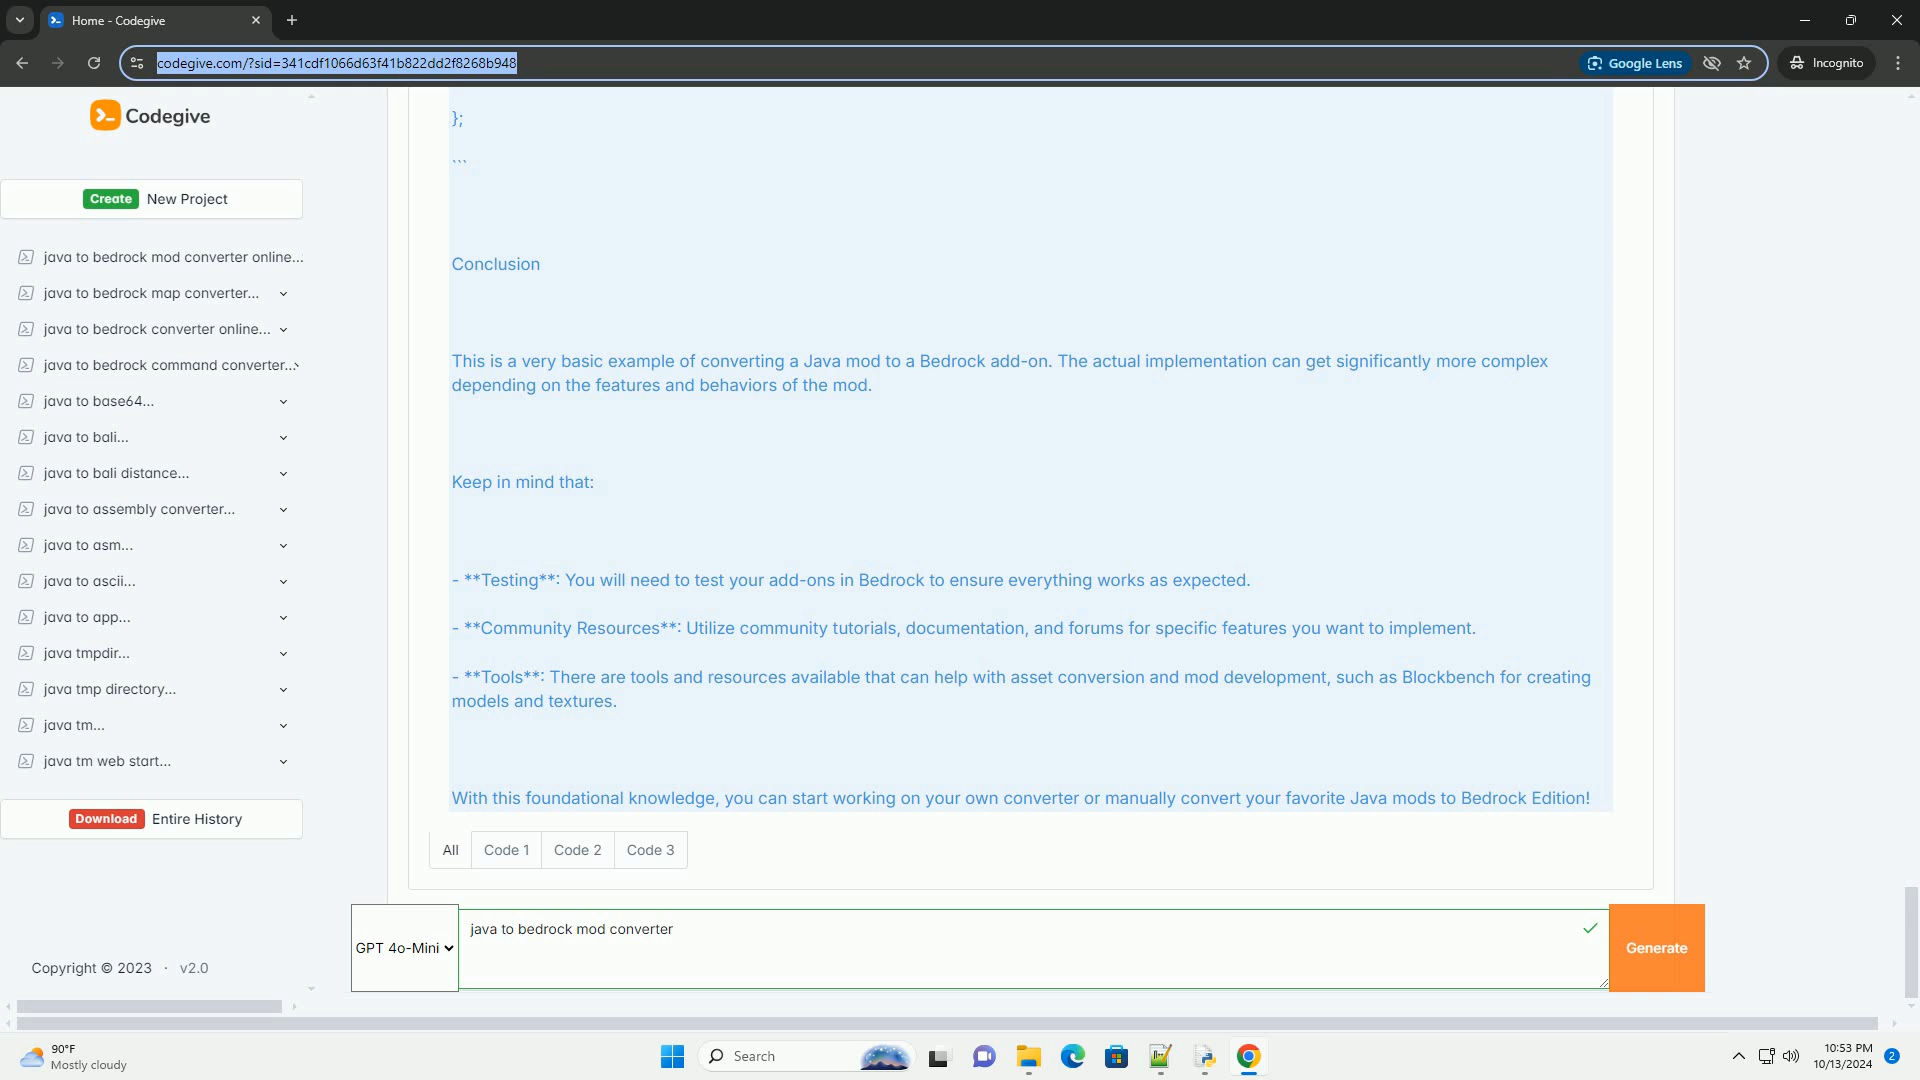 Home - Codegive
codegive.com/?sid=341cdf1066d63f41b822dd2f8268b948
Google Lens
Incognito
Codegive
Create New Project
java to bedrock mod converter online...
java to bedrock map converter...
java to bedrock converter online...
java to bedrock command converter...
java to base64...
java to bali...
java to bali distance...
java to assembly converter...
java to asm...
java to ascii...
java to app...
java tmpdir...
java tmp directory...
java tm...
java tm web start...
Download Entire History
Copyright © 2023 · v2.0
};
```
Conclusion
This is a very basic example of converting a Java mod to a Bedrock add-on. The actual implementation can get significantly more complex
depending on the features and behaviors of the mod.
Keep in mind that:
- **Testing**: You will need to test your add-ons in Bedrock to ensure everything works as expected.
- **Community Resources**: Utilize community tutorials, documentation, and forums for specific features you want to implement.
- **Tools**: There are tools and resources available that can help with asset conversion and mod development, such as Blockbench for creating
models and textures.
With this foundational knowledge, you can start working on your own converter or manually convert your favorite Java mods to Bedrock Edition!
All Code 1 Code 2 Code 3
GPT 4o-Mini
java to bedrock mod converter
Generate
90°F
Mostly cloudy
Search
10:53 PM
10/13/2024
2